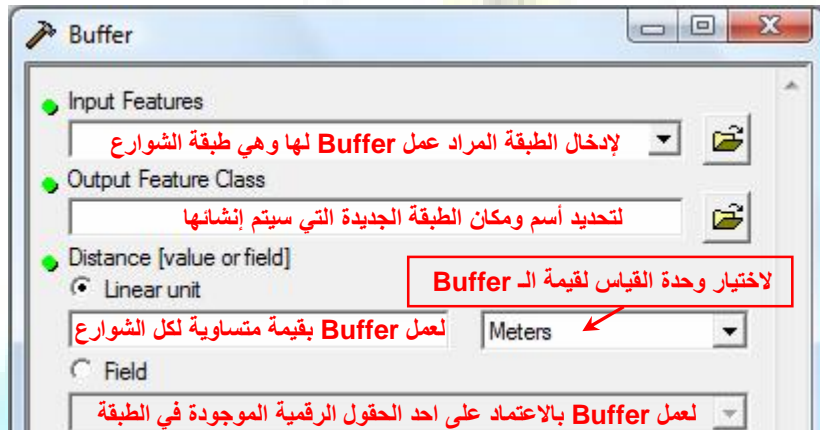 Buffer
Input Features
لإدخال الطبقة المراد عمل Buffer لها وهي طبقة الشوارع
Output Feature Class
لتحديد أسم ومكان الطبقة الجديدة التي سيتم إنشائها
Distance [value or field]
لاختيار وحدة القياس لقيمة الـ Buffer
Linear unit
لعمل Buffer بقيمة متساوية لكل الشوارع
Meters
Field
لعمل Buffer بالاعتماد على احد الحقول الرقمية الموجودة في الطبقة